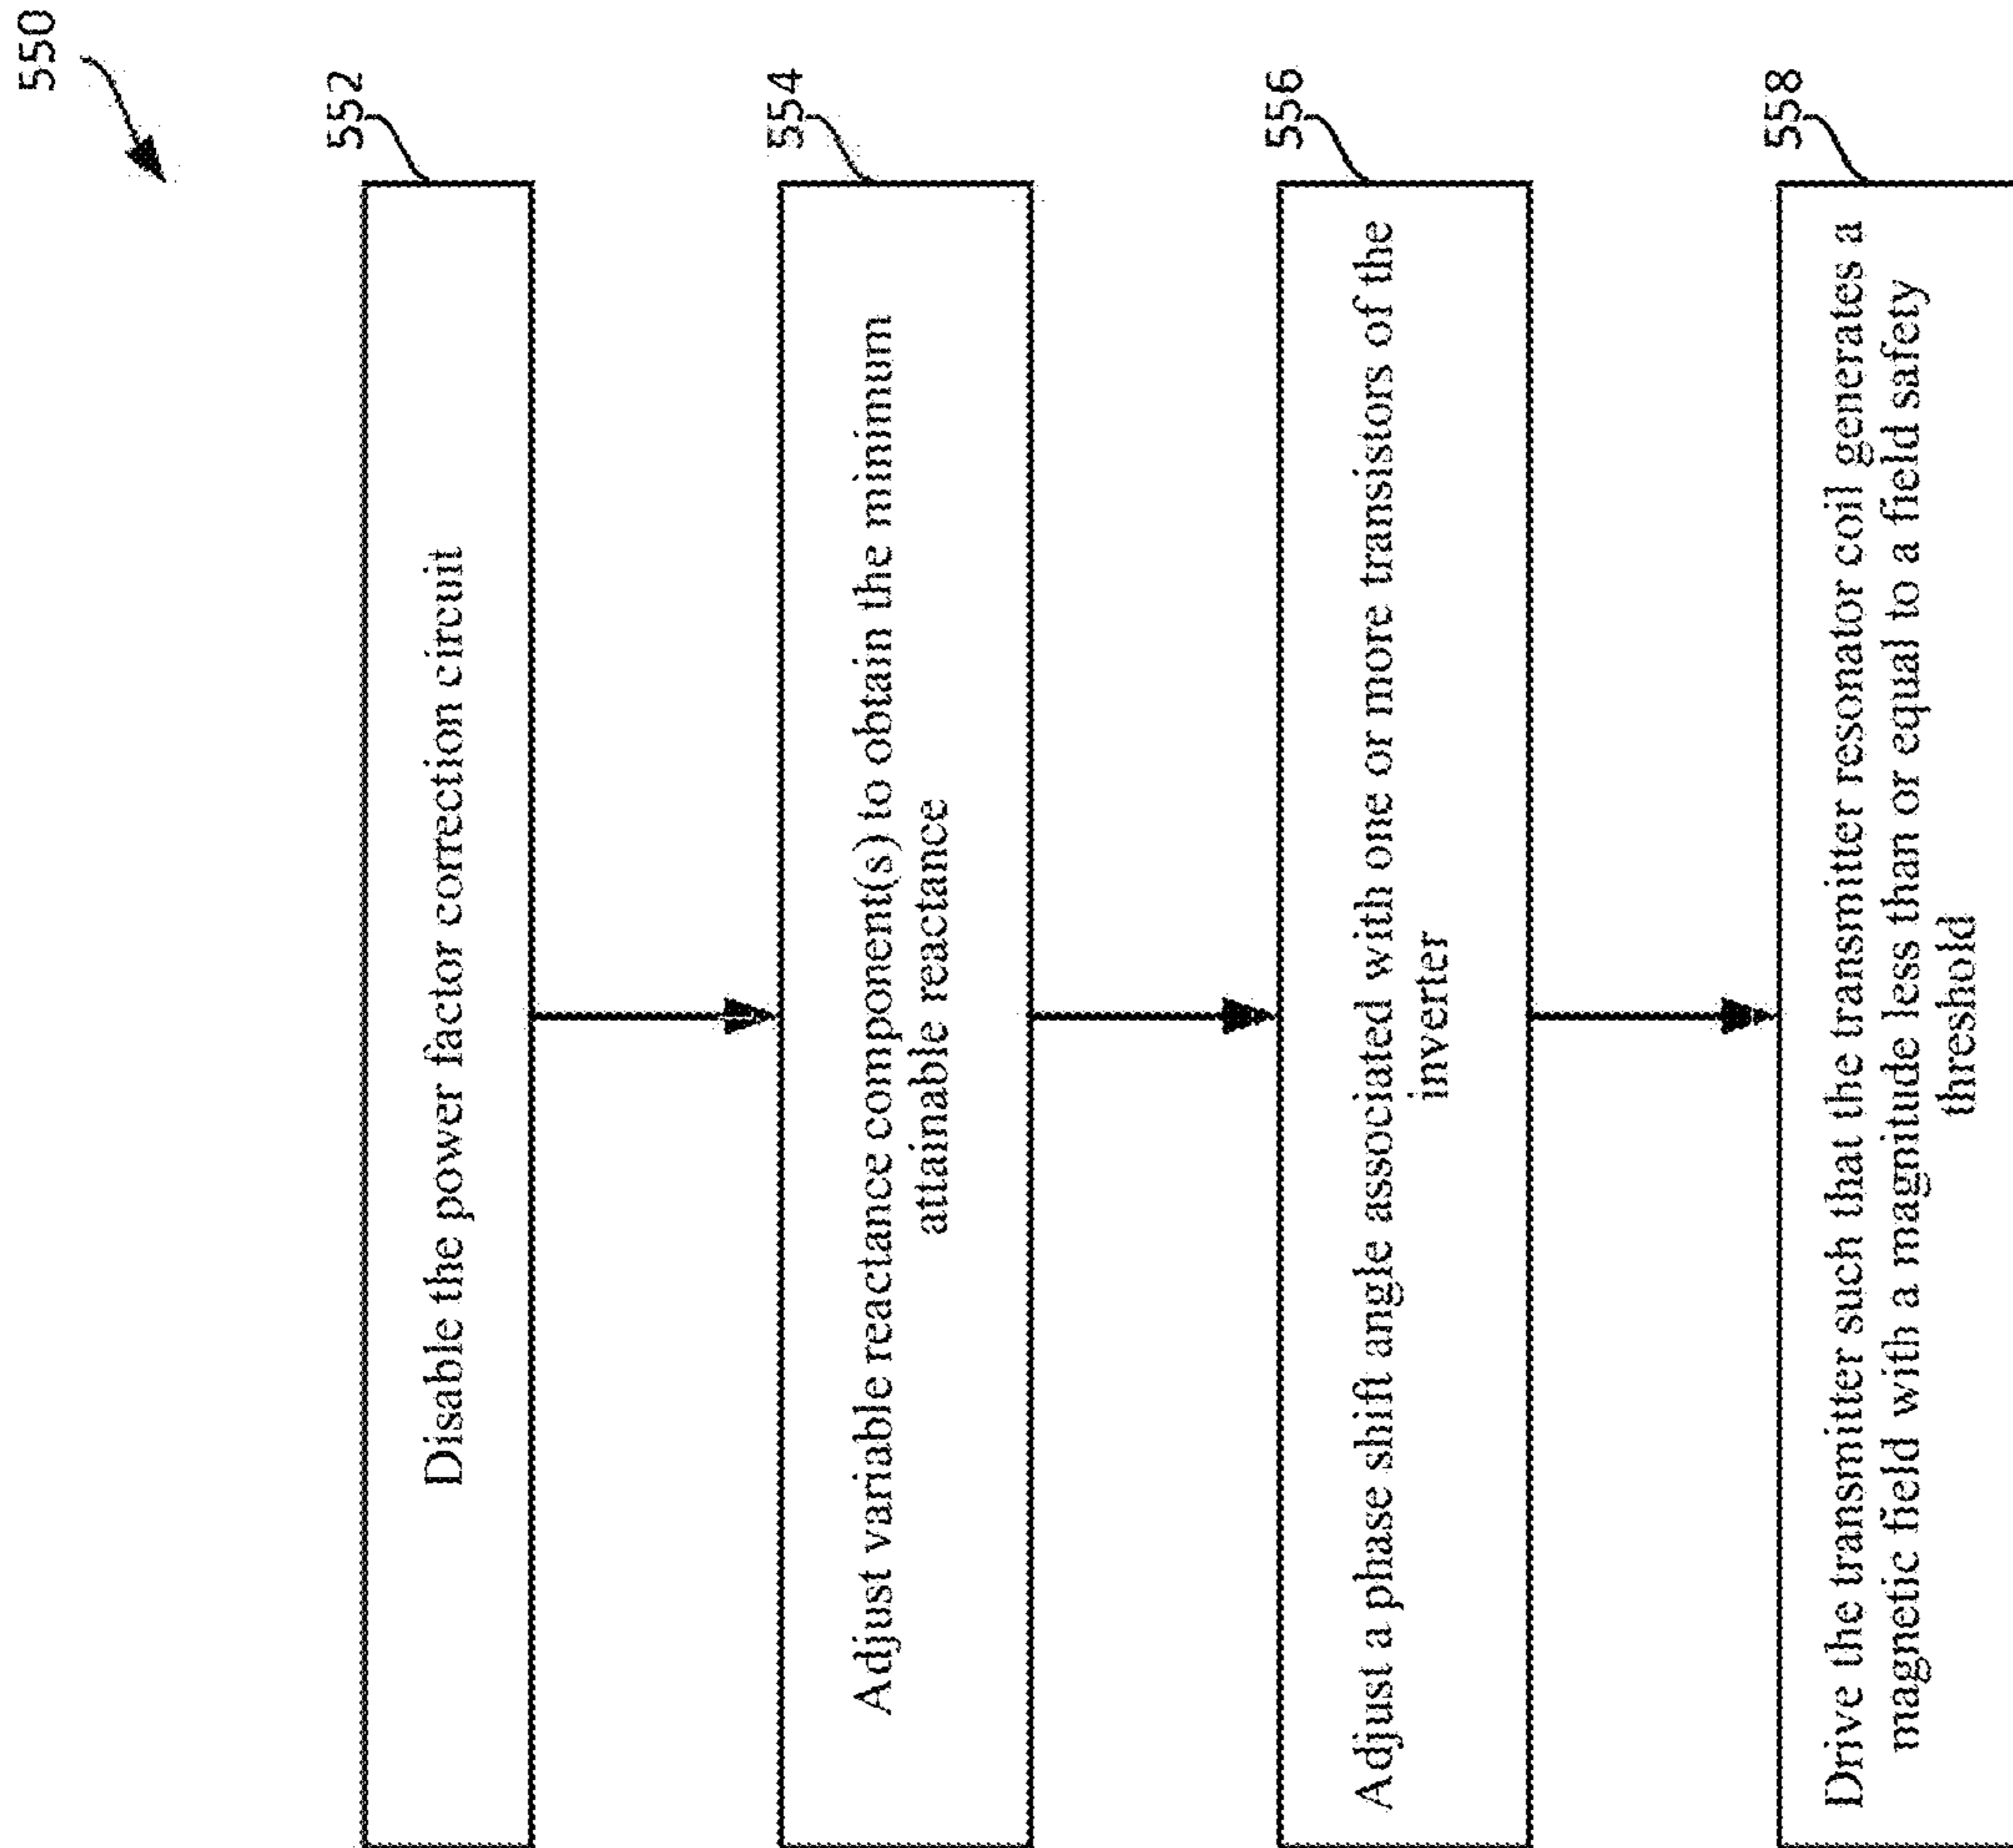 550
552
Disable the power factor correction circuit
554
Adjust variable reactance component(s) to obtain the minimum
attainable reactance
556
Adjust a phase shift angle associated with one or more transistors of the
inverter
558
Drive the transmitter such that the transmitter resonator coil generates a
magnetic field with a magnitude less than or equal to a field safety
threshold